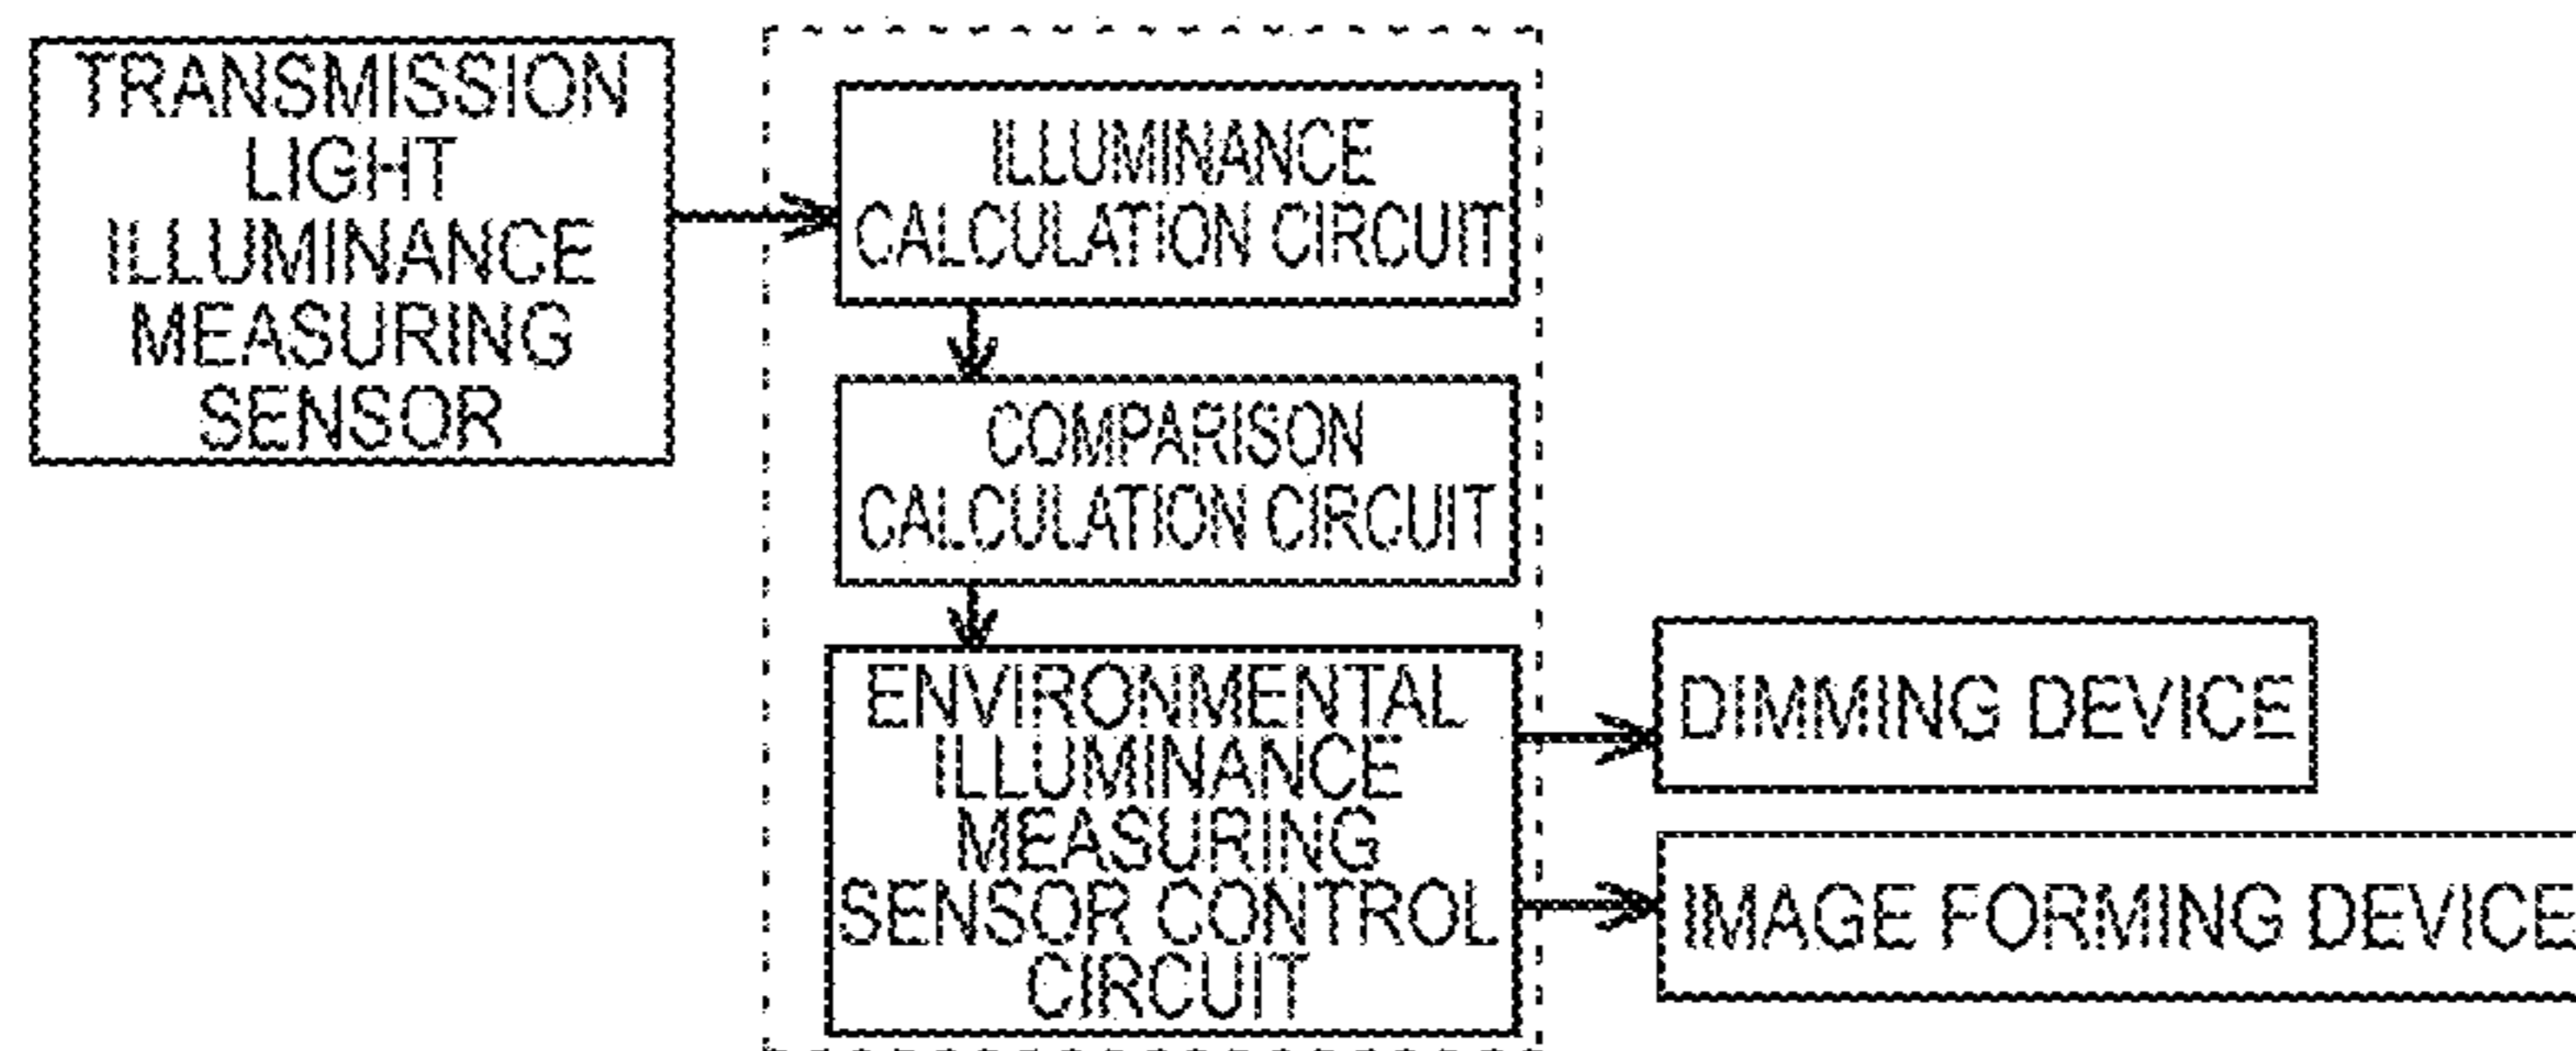 TRANSMISSION
LIGHT
ILLUMINANCE
MEASURING
SENSOR
ILLUMINANCE
CALCULATION CIRCUIT
COMPARISON
CALCULATION CIRCUIT
ENVIRONMENTAL
ILLUMINANCE
MEASURING
SENSOR CONTROL
CIRCUIT
DIMMING DEVICE
IMAGE FORMING DEVICE